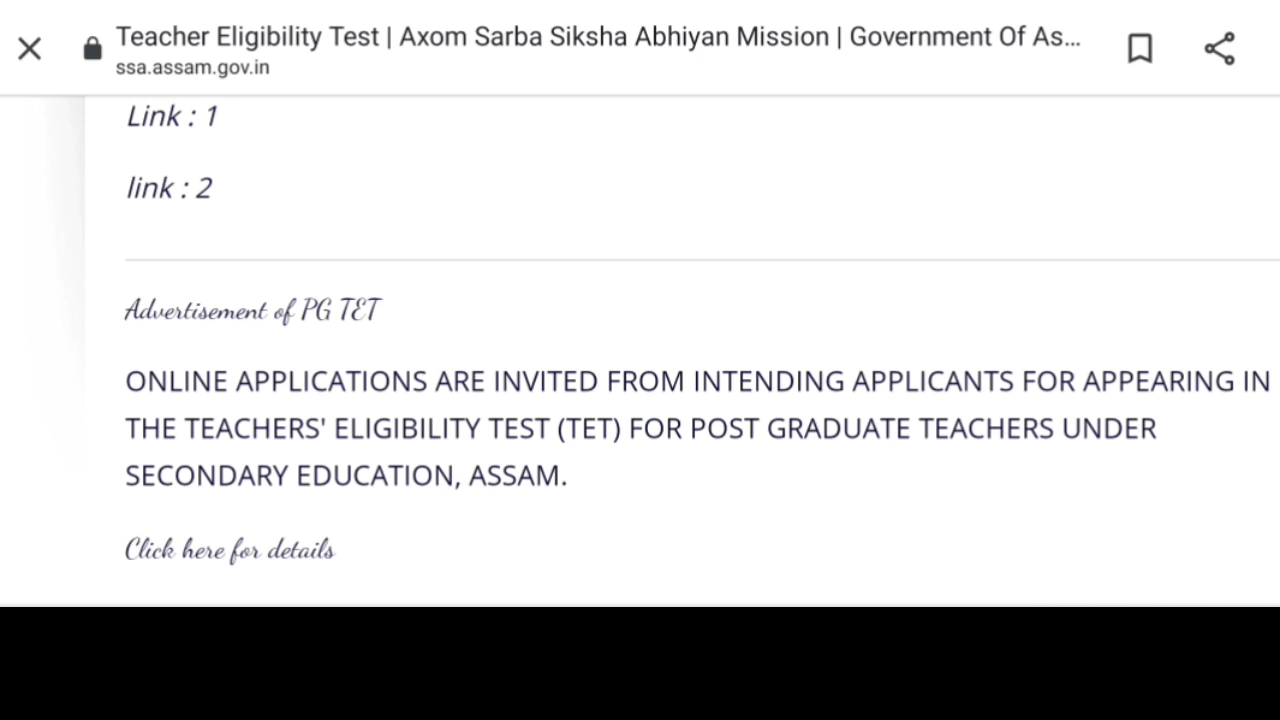 Teacher Eligibility Test | Axom Sarba Siksha Abhiyan Mission | Government Of As...
ssa.assam.gov.in
Link : 1
link : 2
Advertisement of PG TET
ONLINE APPLICATIONS ARE INVITED FROM INTENDING APPLICANTS FOR APPEARING IN
THE TEACHERS' ELIGIBILITY TEST (TET) FOR POST GRADUATE TEACHERS UNDER
SECONDARY EDUCATION, ASSAM.
Click here for details